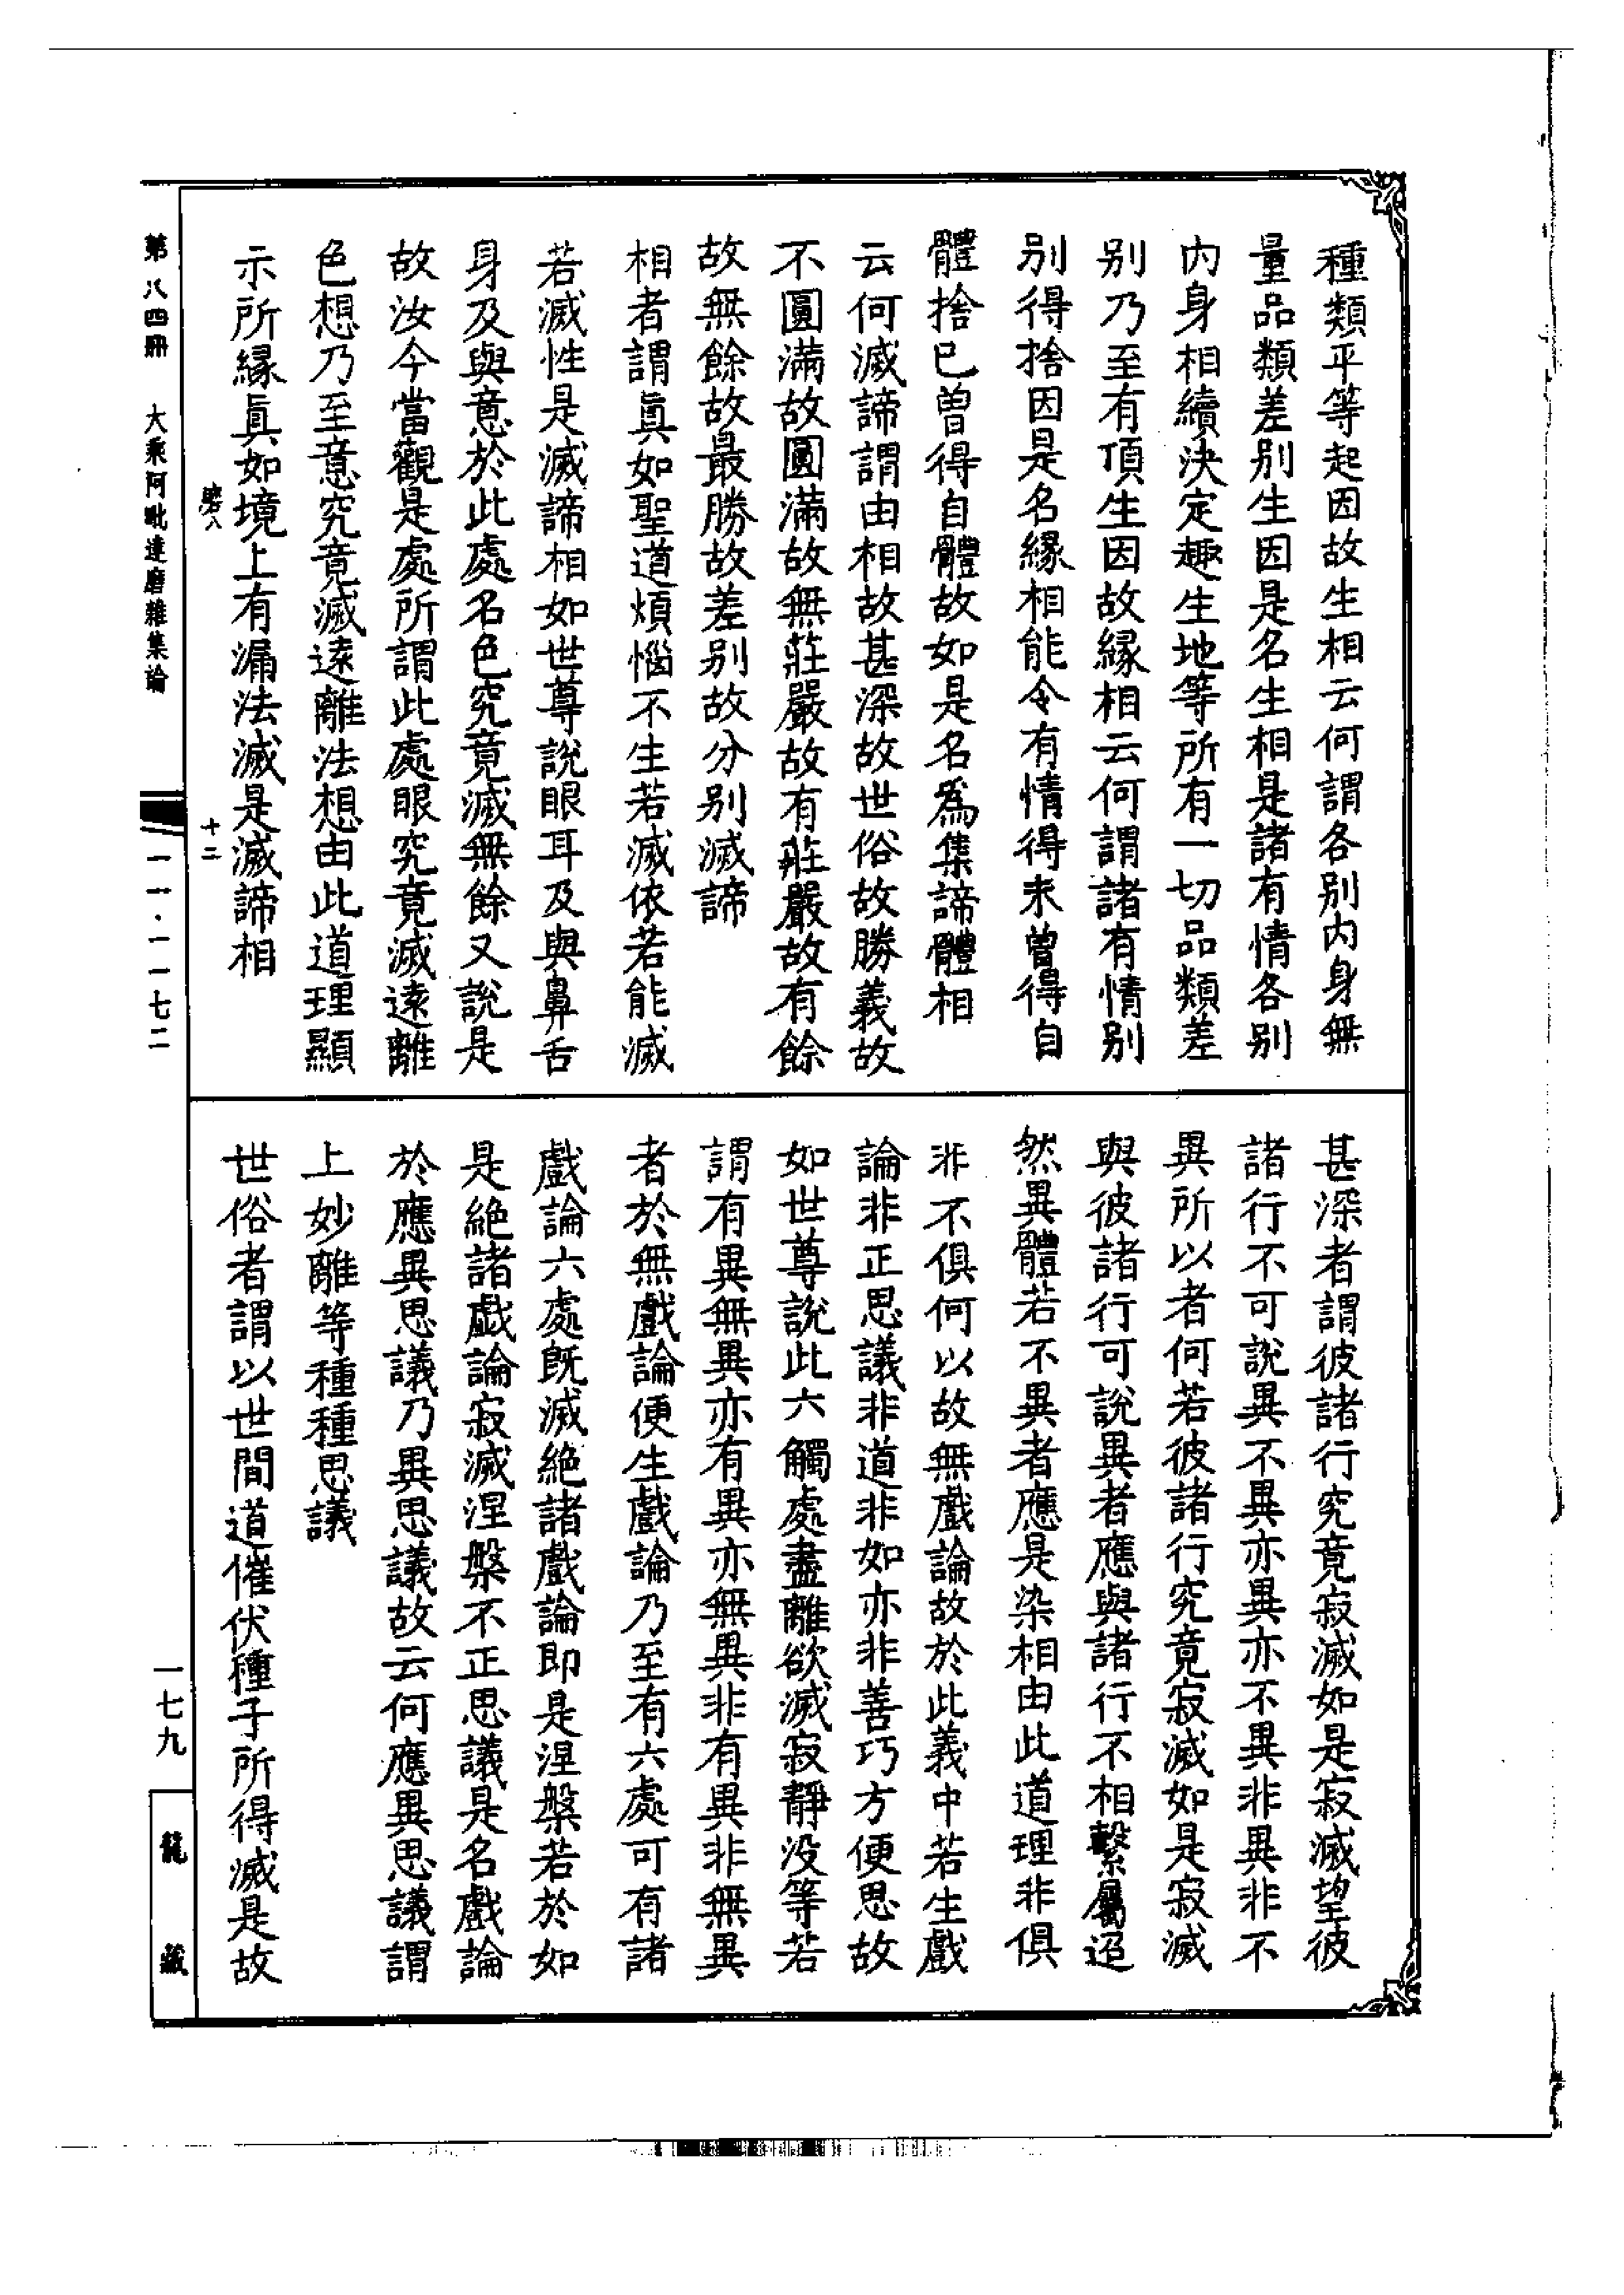 種類平等起因故生相云何謂各別内身無
量品類差別生因是名生相是諸有情各別
内身相續決定趣生地等所有一切品類差
別乃至有頂生因故緣相云何謂諸有情別
別得捨因是名緣相能令有情得未曾得自
體捨已曾得自體故如是名為集諦體相
云何滅諦謂由相故甚深故世俗故勝義故
不圓滿故圓滿故無莊嚴故有莊嚴故有餘
故無餘故最勝故差別故分別滅諦
相者謂眞如聖道煩惱不生若滅依若能滅
若滅性是滅諦相如世尊說眼耳及與鼻舌
身及與意於此處名色究竟滅無餘又說是
故汝今當觀是處所謂此處眼究竟滅遠離
色想乃至意究竟滅遠離法想由此道理顯
示所緣眞如境上有漏法滅是滅諦相
甚深者謂彼諸行究竟寂滅如是寂滅望彼
諸行不可說異不異亦異亦不異非異非不
異所以者何若彼諸行究竟寂滅如是寂滅
與彼諸行可說異者應與諸行不相繫屬迢
然異體若不異者應是染相由此道理非俱
非不俱何以故無戲論故於此義中若生戲
論非正思議非道非如亦非善巧方便思故
如世尊說此六觸處盡離欲滅寂靜没等若
謂有異無異亦有異亦無異非有異非無異
者於無戲論便生戲論乃至有六處可有諸
戲論六處既滅絶諸戲論即是涅槃若於如
是絶諸戲論寂滅涅槃不正思議是名戲論
於應異思議乃異思議故云何應異思議謂
上妙離等種種思議
世俗者謂以世間道摧伏種子所得滅是故
十二
第八四冊 大乘阿毗達磨雜集論
一一·一一七二
一七九
龍藏